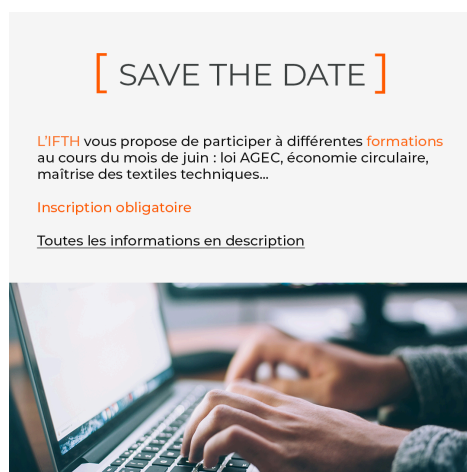 [ SAVE THE DATE ]
L'IFTH vous propose de participer à différentes formations
au cours du mois de juin : loi AGEC, économie circulaire,
maîtrise des textiles techniques...
Inscription obligatoire
Toutes les informations en description